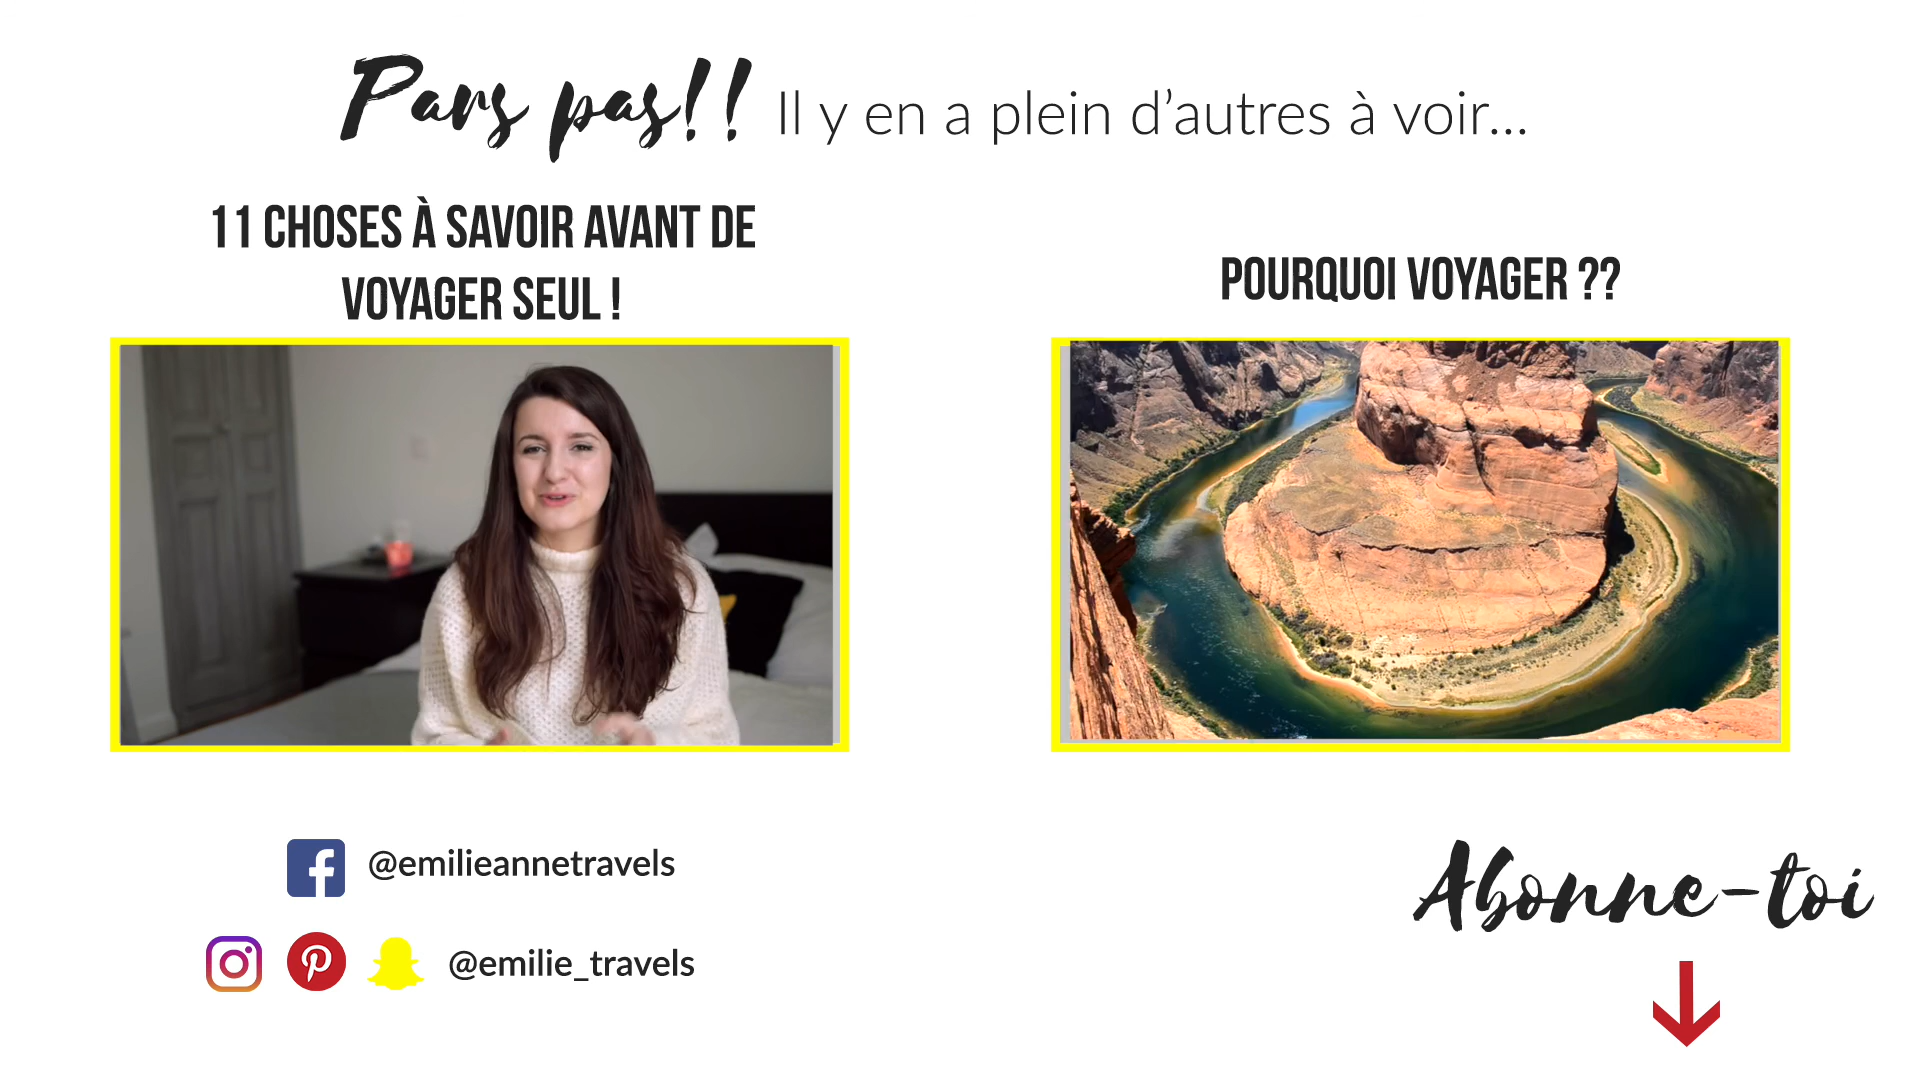 Pars pas!! Il y en a plein d’autres à voir...
11 CHOSES À SAVOIR AVANT DE
VOYAGER SEUL !
POURQUOI VOYAGER ??
@emilieannetravels
@emilie_travels
Abonne-toi